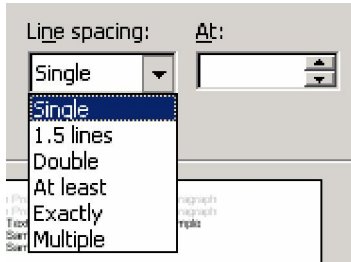 Line spacing: At:
Single
Single
1.5 lines
Double
At least
Exactly
Multiple